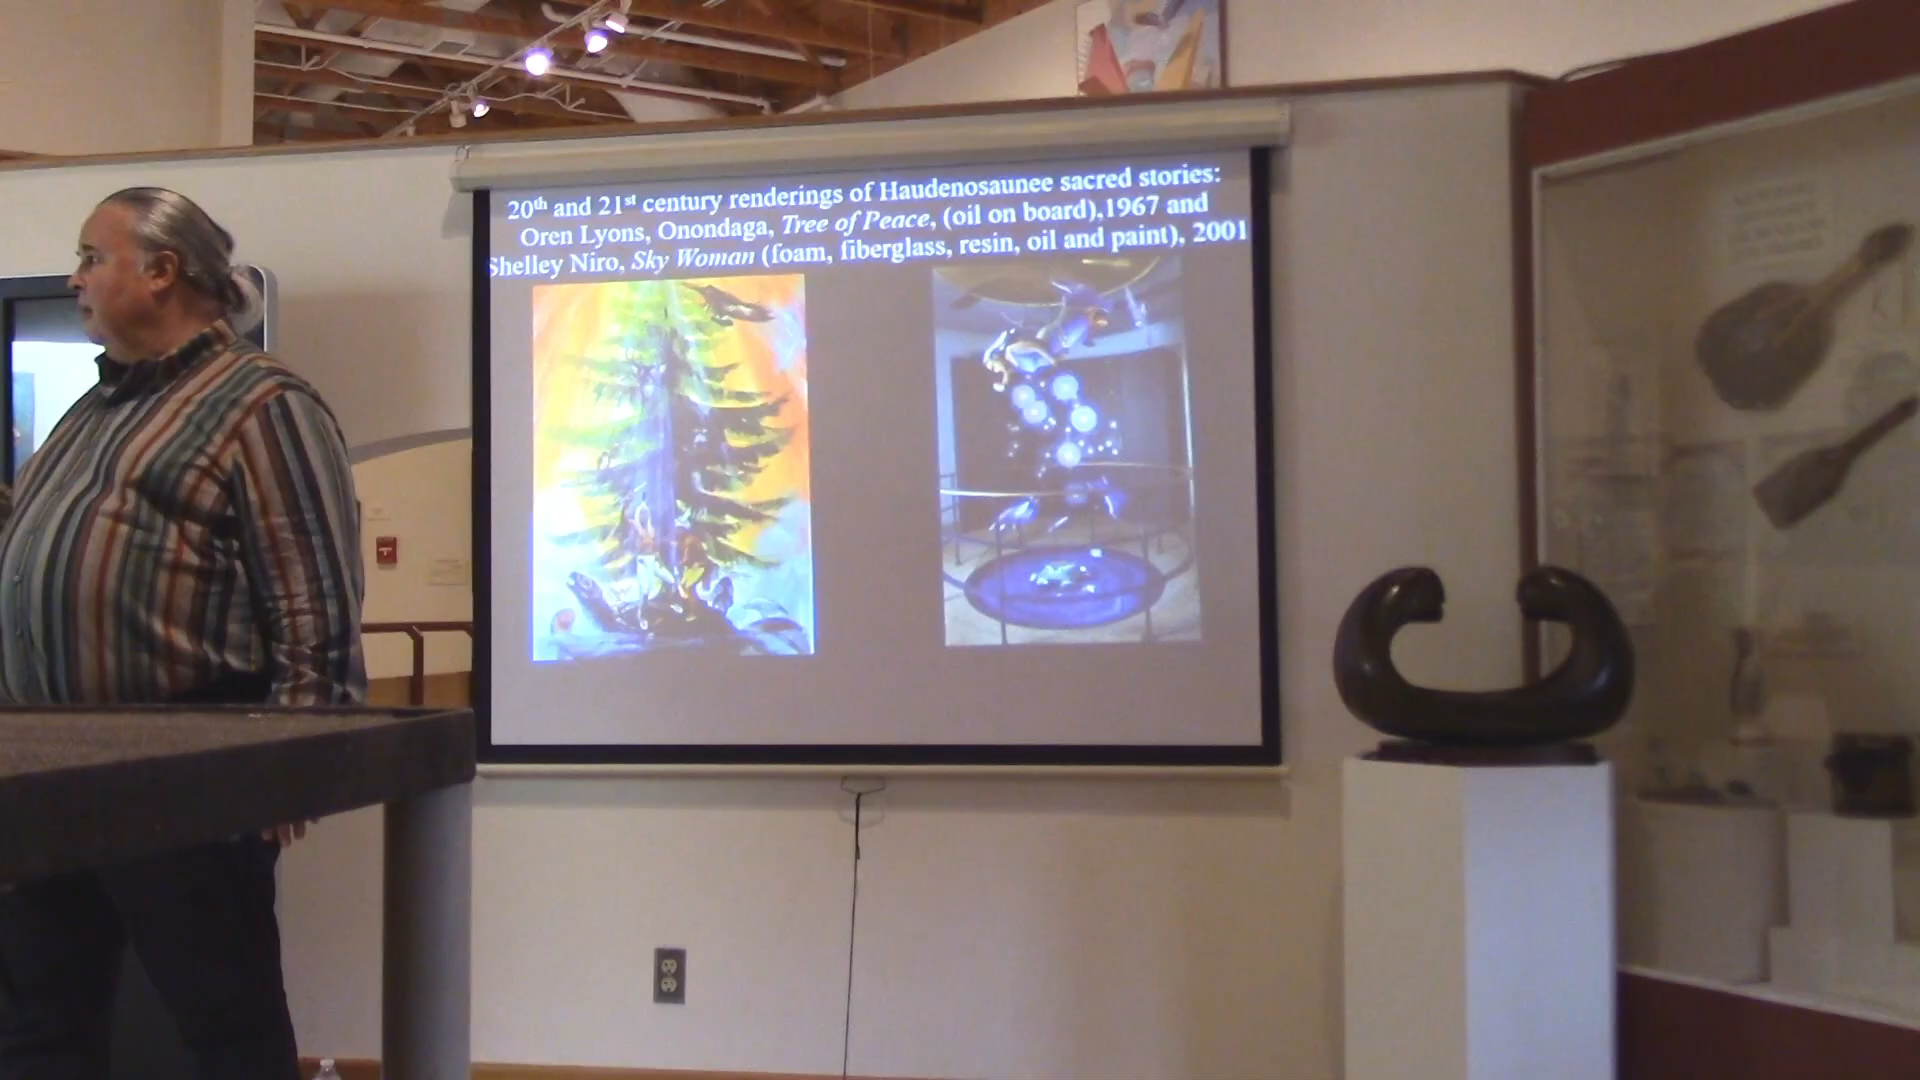 20th and 21st century renderings of Haudenosaunee sacred stories:
Oren Lyons, Onondaga, Tree of Peace, (oil on board),1967 and
Shelley Niro, Sky Woman (foam, fiberglass, resin, oil and paint), 2001